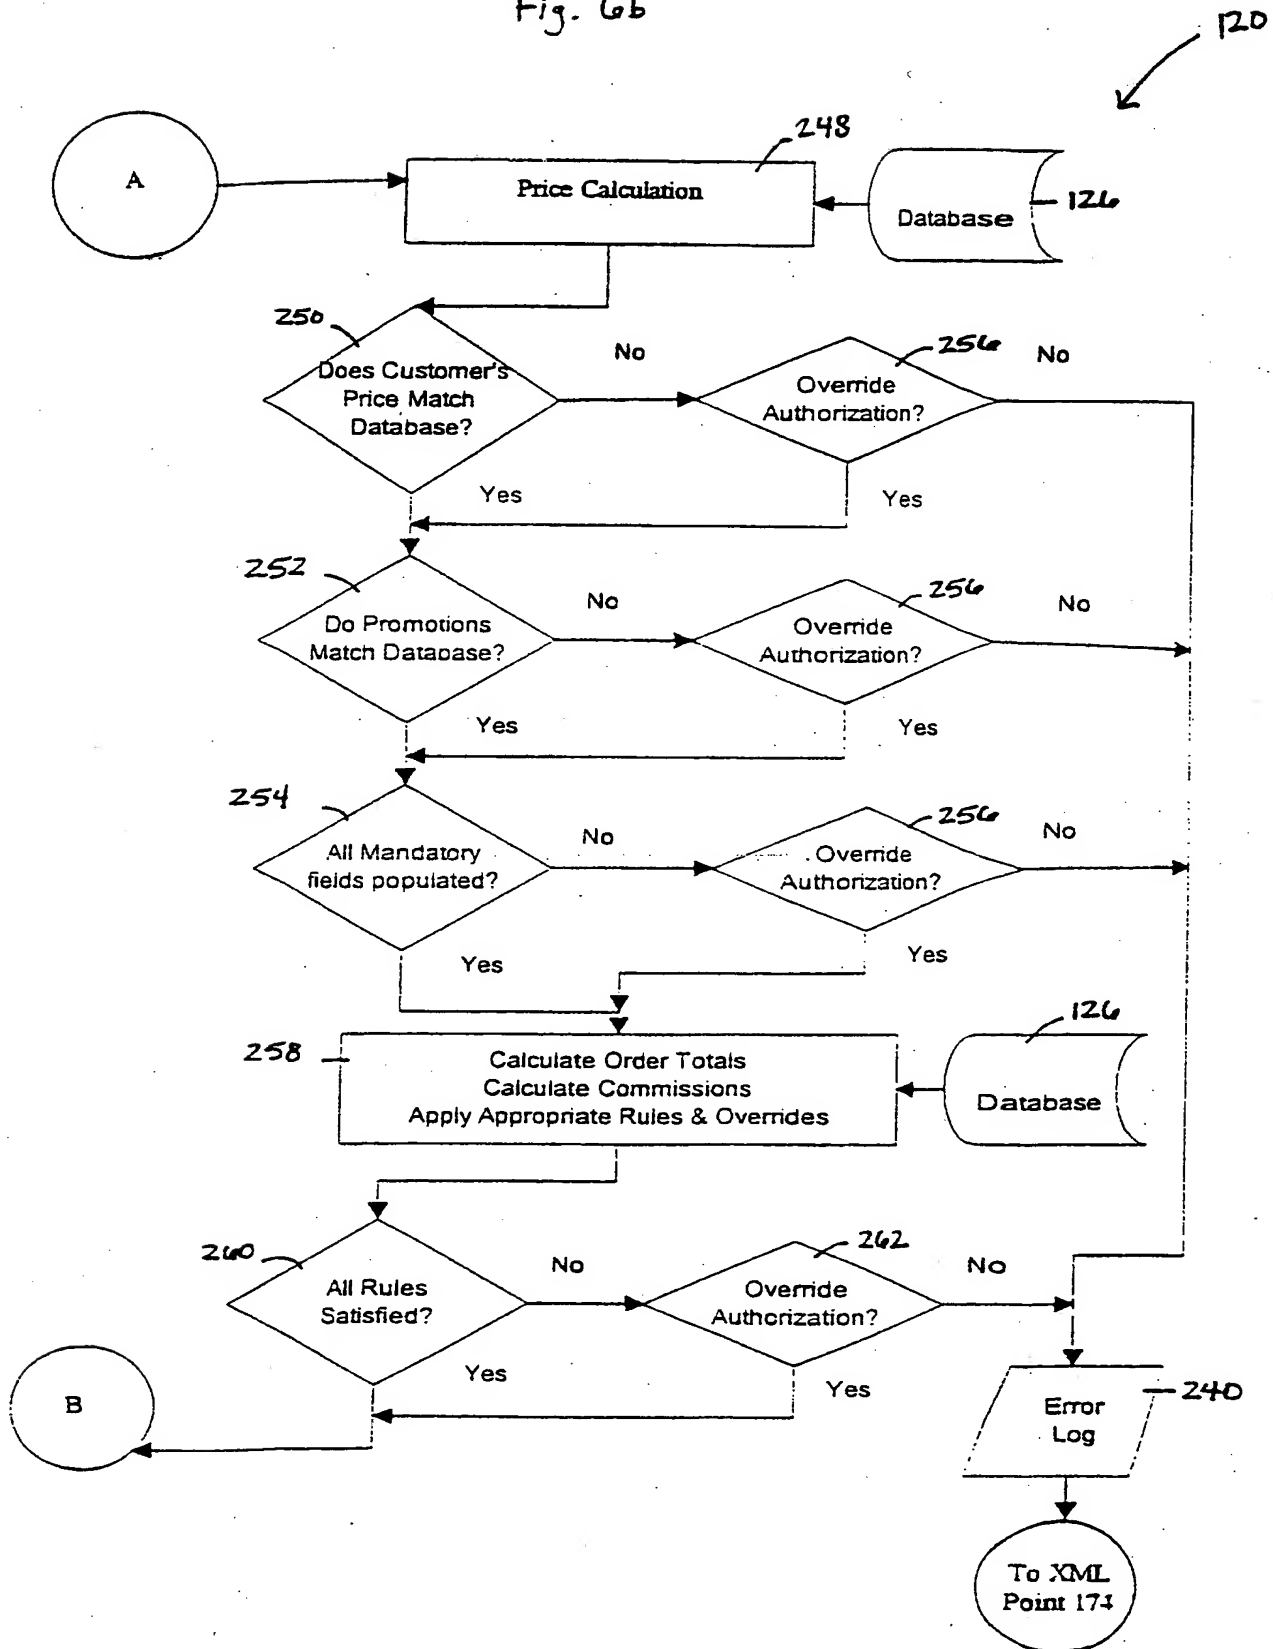 Fig. 6b
120
A
248
Price Calculation
Database
126
250
Does Customer's
Price Match
Database?
No
256
Override
Authorization?
No
Yes
Yes
252
Do Promotions
Match Database?
No
256
Override
Authorization?
No
Yes
Yes
254
All Mandatory
fields populated?
No
256
Override
Authorization?
No
Yes
Yes
258
Calculate Order Totals
Calculate Commissions
Apply Appropriate Rules & Overrides
126
Database
260
All Rules
Satisfied?
No
262
Override
Authorization?
No
Yes
Yes
B
Error
Log
240
To XML
Point 174